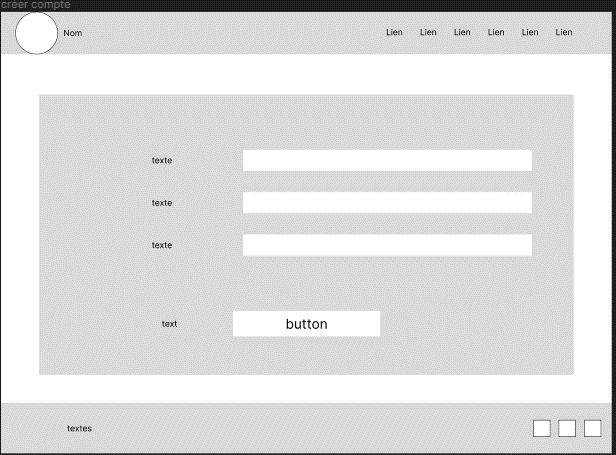 créer compte
Nom
Lien Lien Lien Lien Lien Lien
texte
texte
texte
text button
textes